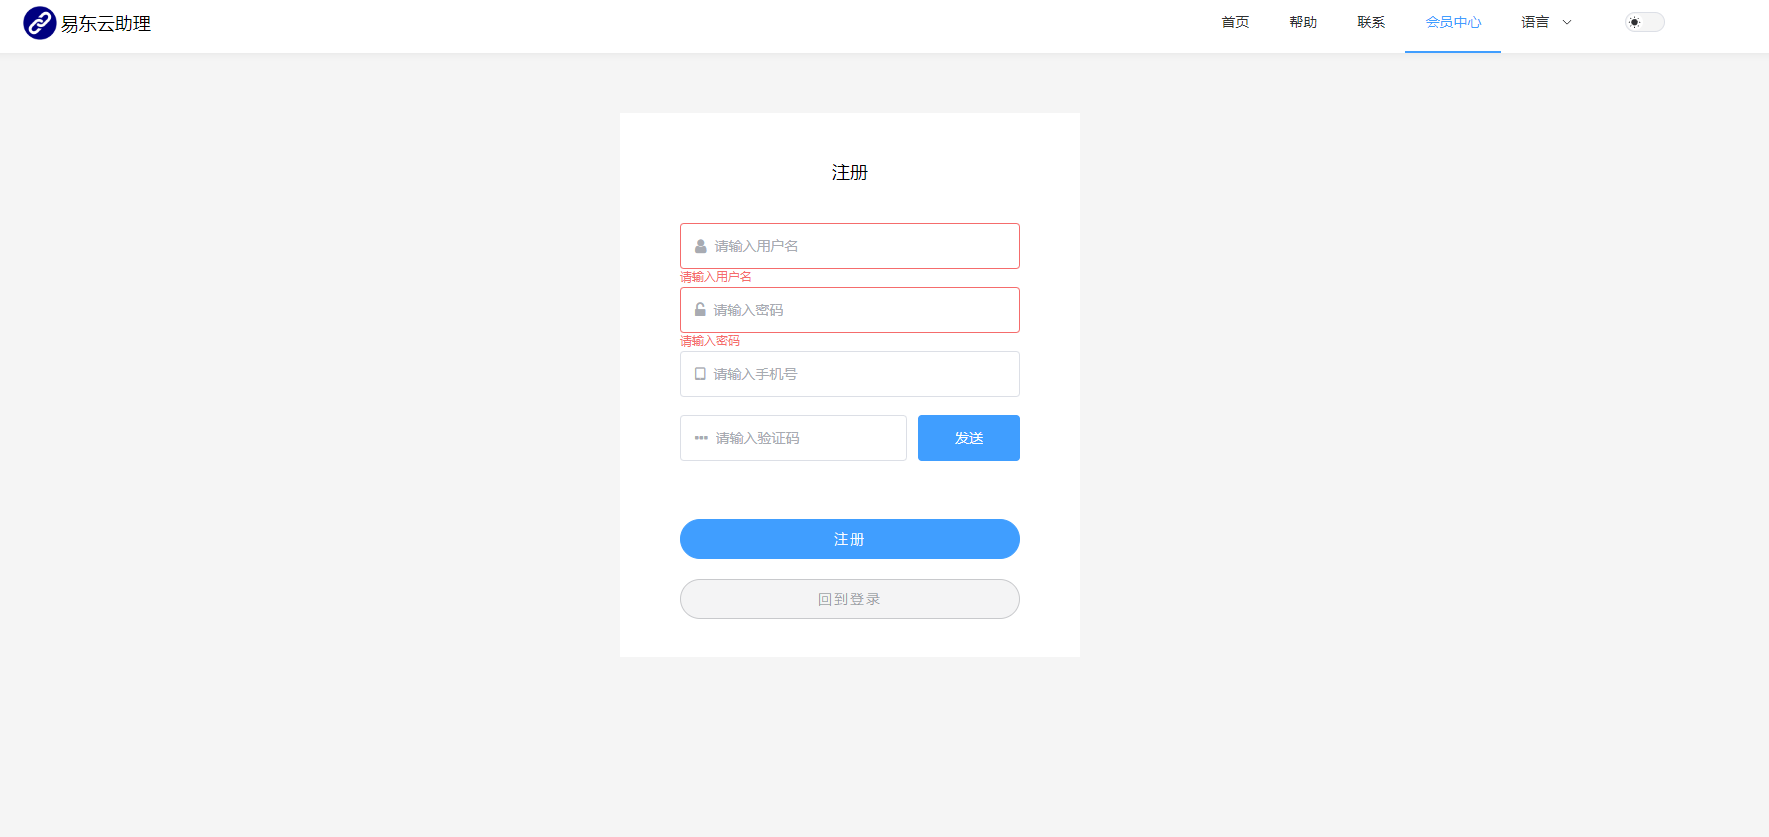 易东云助理
首页 帮助 联系 会员中心 语言
注册
请输入用户名
请输入用户名
请输入密码
请输入密码
请输入手机号
请输入验证码 发送
注册
回到登录